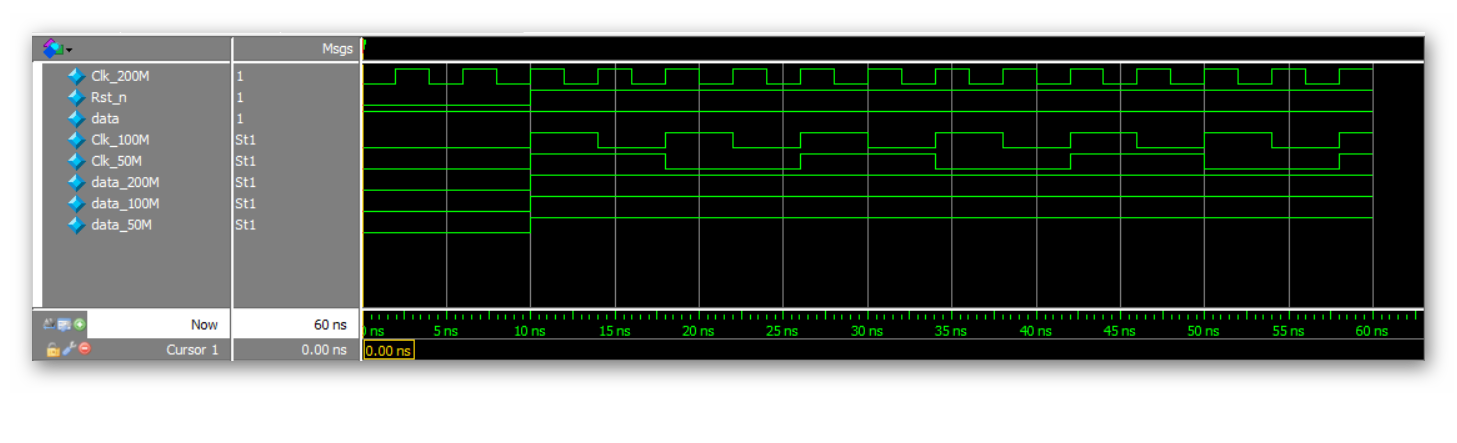 Msgs
Clk_200M 1
Rst_n 1
data 1
Clk_100M St1
Clk_50M St1
data_200M St1
data_100M St1
data_50M St1
Now 60 ns ns 5 ns 10 ns 15 ns 20 ns 25 ns 30 ns 35 ns 40 ns 45 ns 50 ns 55 ns 60 ns
Cursor 1 0.00 ns 0.00 ns